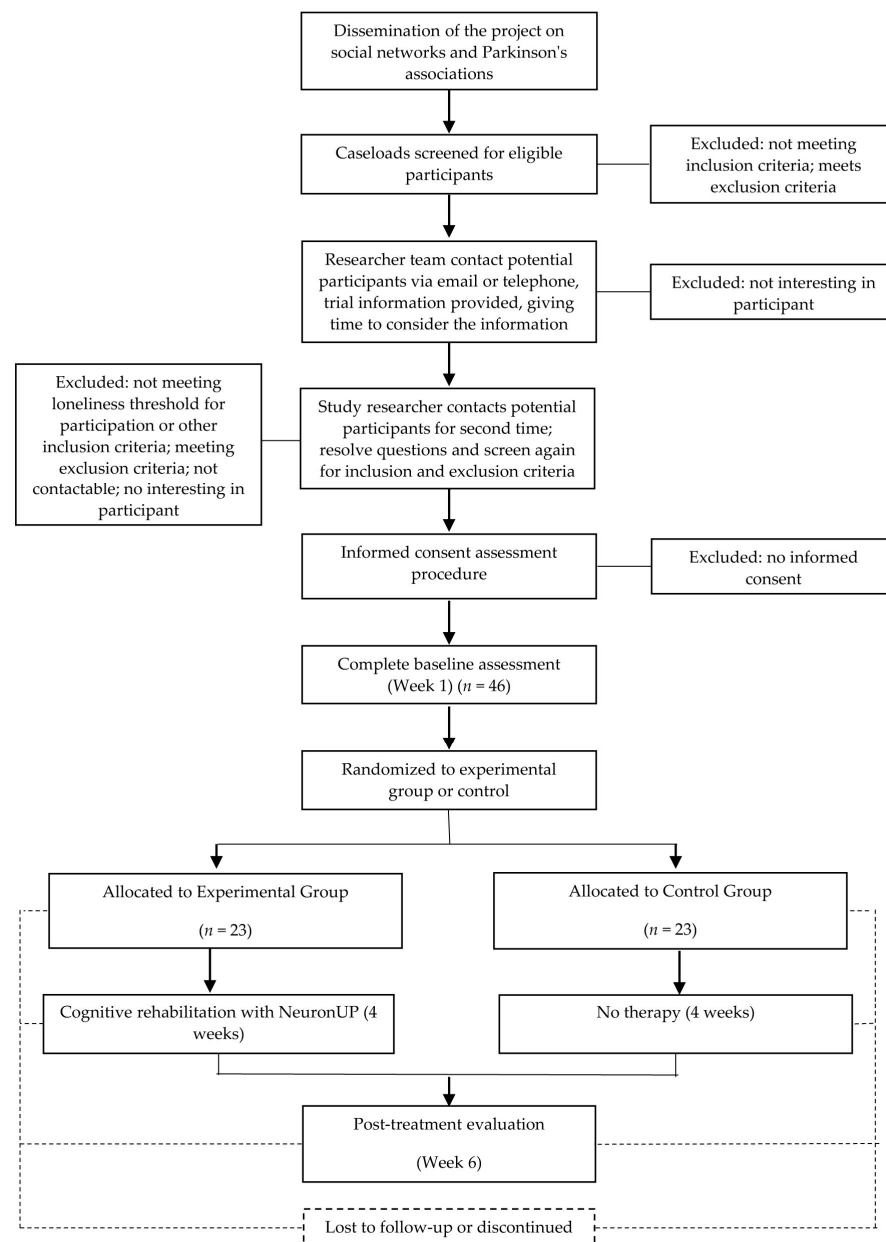 Dissemination of the project on
social networks and Parkinson's
associations
Caseloads screened for eligible
participants
Excluded: not meeting
inclusion criteria; meets
exclusion criteria
Researcher team contact potential
participants via email or telephone,
trial information provided, giving
time to consider the information
Excluded: not interesting in
participant
Excluded: not meeting
loneliness threshold for
participation or other
inclusion criteria; meeting
exclusion criteria; not
contactable; no interesting in
participant
Study researcher contacts potential
participants for second time;
resolve questions and screen again
for inclusion and exclusion criteria
Informed consent assessment
procedure
Excluded: no informed
consent
Complete baseline assessment
(Week 1) (n = 46)
Randomized to experimental
group or control
Allocated to Experimental Group
(n = 23)
Allocated to Control Group
(n = 23)
Cognitive rehabilitation with NeuronUP (4
weeks)
No therapy (4 weeks)
Post-treatment evaluation
(Week 6)
Lost to follow-up or discontinued